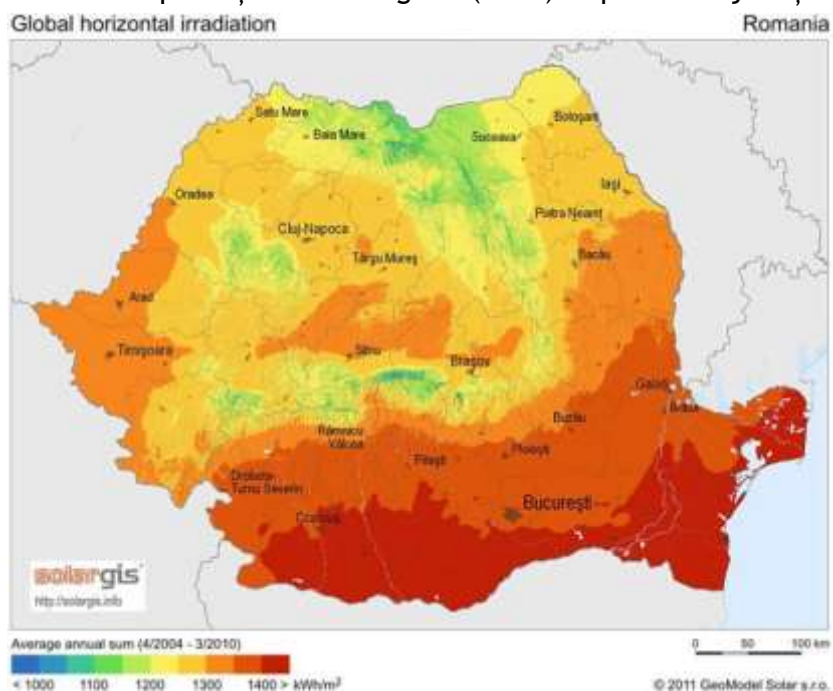 Global horizontal irradiation
Romania
Satu Mare
Baia Mare
Suceava
Botoşani
Oradea
Iaşi
Cluj-Napoca
Piatra Neamţ
Târgu Mureş
Bacău
Arad
Timişoara
Sibiu
Braşov
Galaţi
Brăila
Râmnicu
Vâlcea
Buzău
Piteşti
Ploieşti
Drobeta-
Turnu Severin
Craiova
Bucureşti
solargis
http://solargis.info
Average annual sum (4/2004 - 3/2010)
0 50 100 km
< 1000 1100 1200 1300 1400 > kWh/m²
© 2011 GeoModel Solar s.r.o.